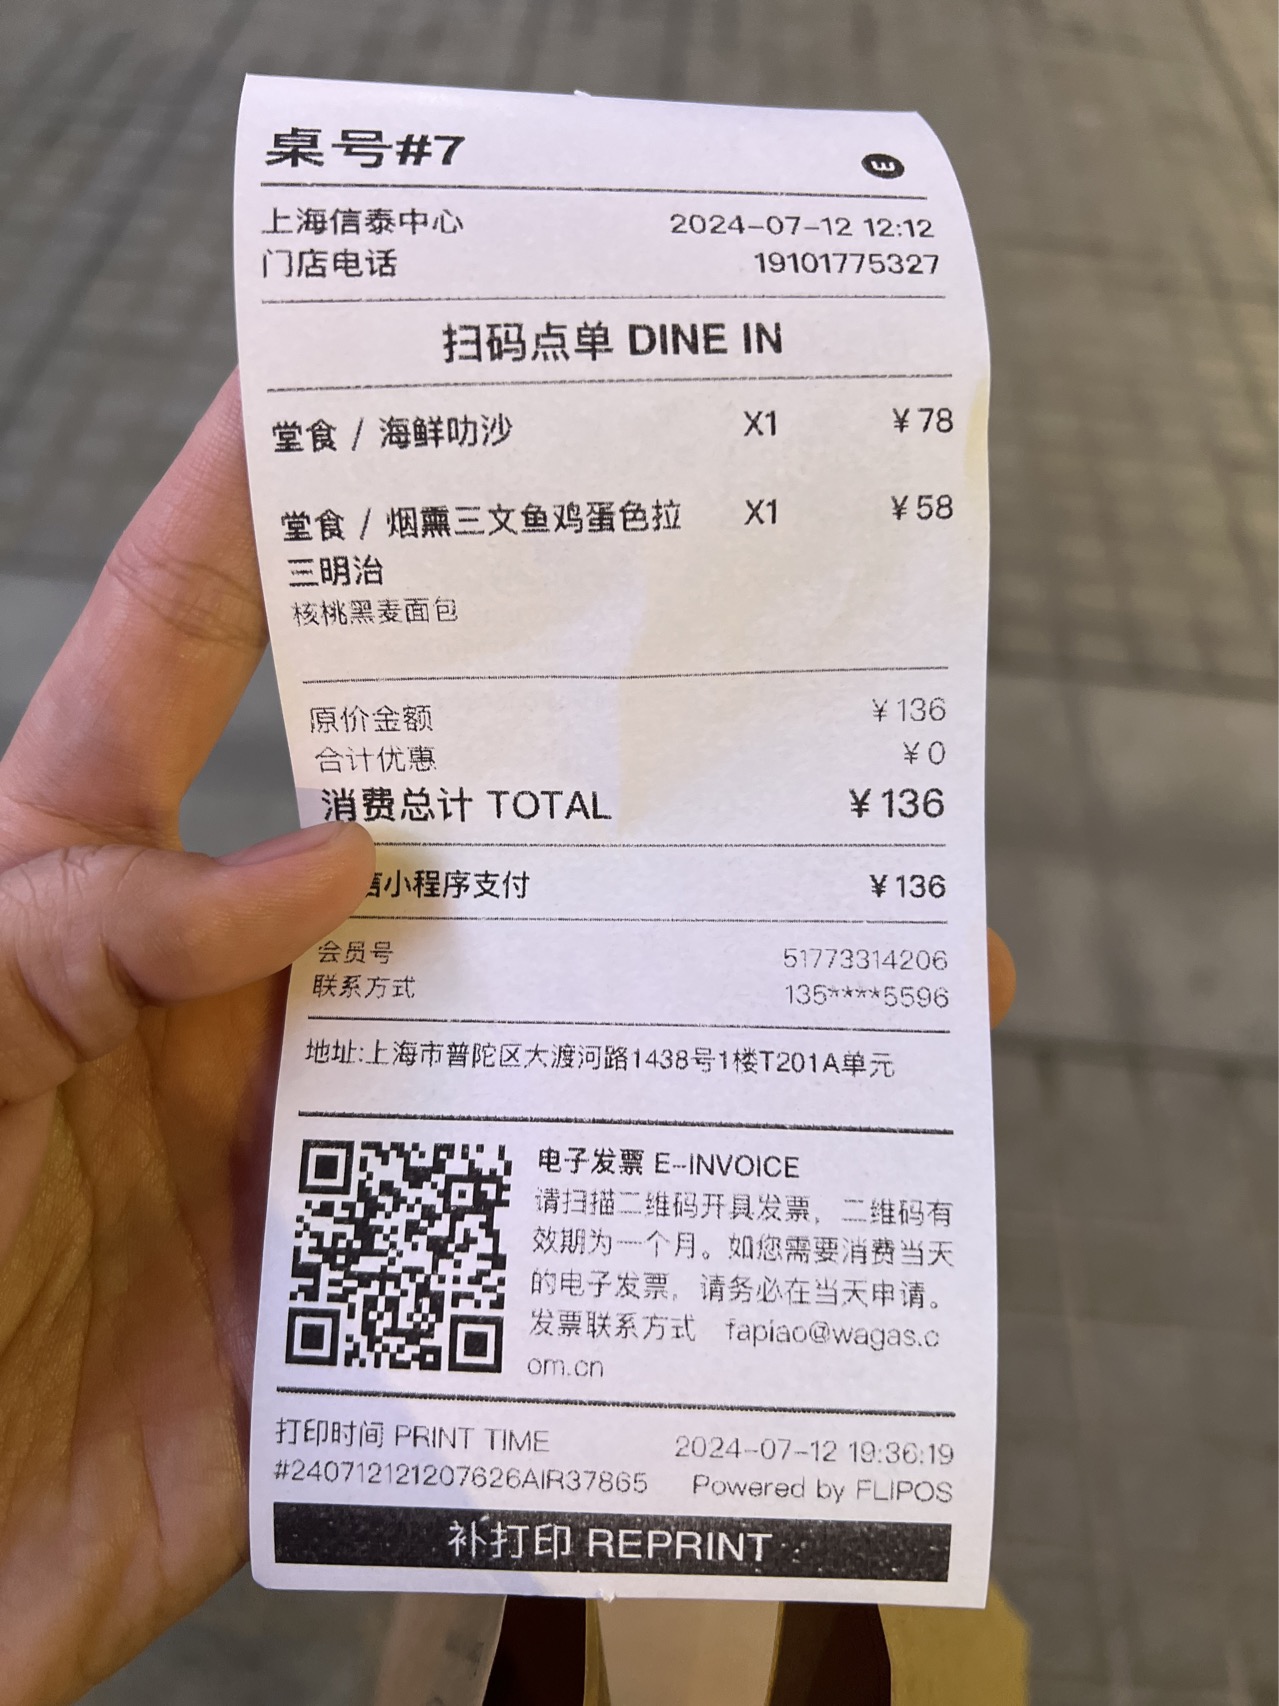 桌号#7
W
上海信泰中心 2024-07-12 12:12
门店电话 19101775327
扫码点单 DINE IN
堂食 / 海鲜叻沙 X1 ¥78
堂食 / 烟熏三文鱼鸡蛋色拉 X1 ¥58
三明治
核桃黑麦面包
原价金额 ¥136
合计优惠 ¥0
消费总计 TOTAL ¥136
信小程序支付 ¥136
会员号 51773314206
联系方式 135****5596
地址:上海市普陀区大渡河路1438号1楼T201A单元
电子发票 E-INVOICE
请扫描二维码开具发票，二维码有
效期为一个月。如您需要消费当天
的电子发票，请务必在当天申请。
发票联系方式 fapiao@wagas.c
om.cn
打印时间 PRINT TIME 2024-07-12 19:36:19
#240712121207626AIR37865 Powered by FLIPOS
补打印 REPRINT